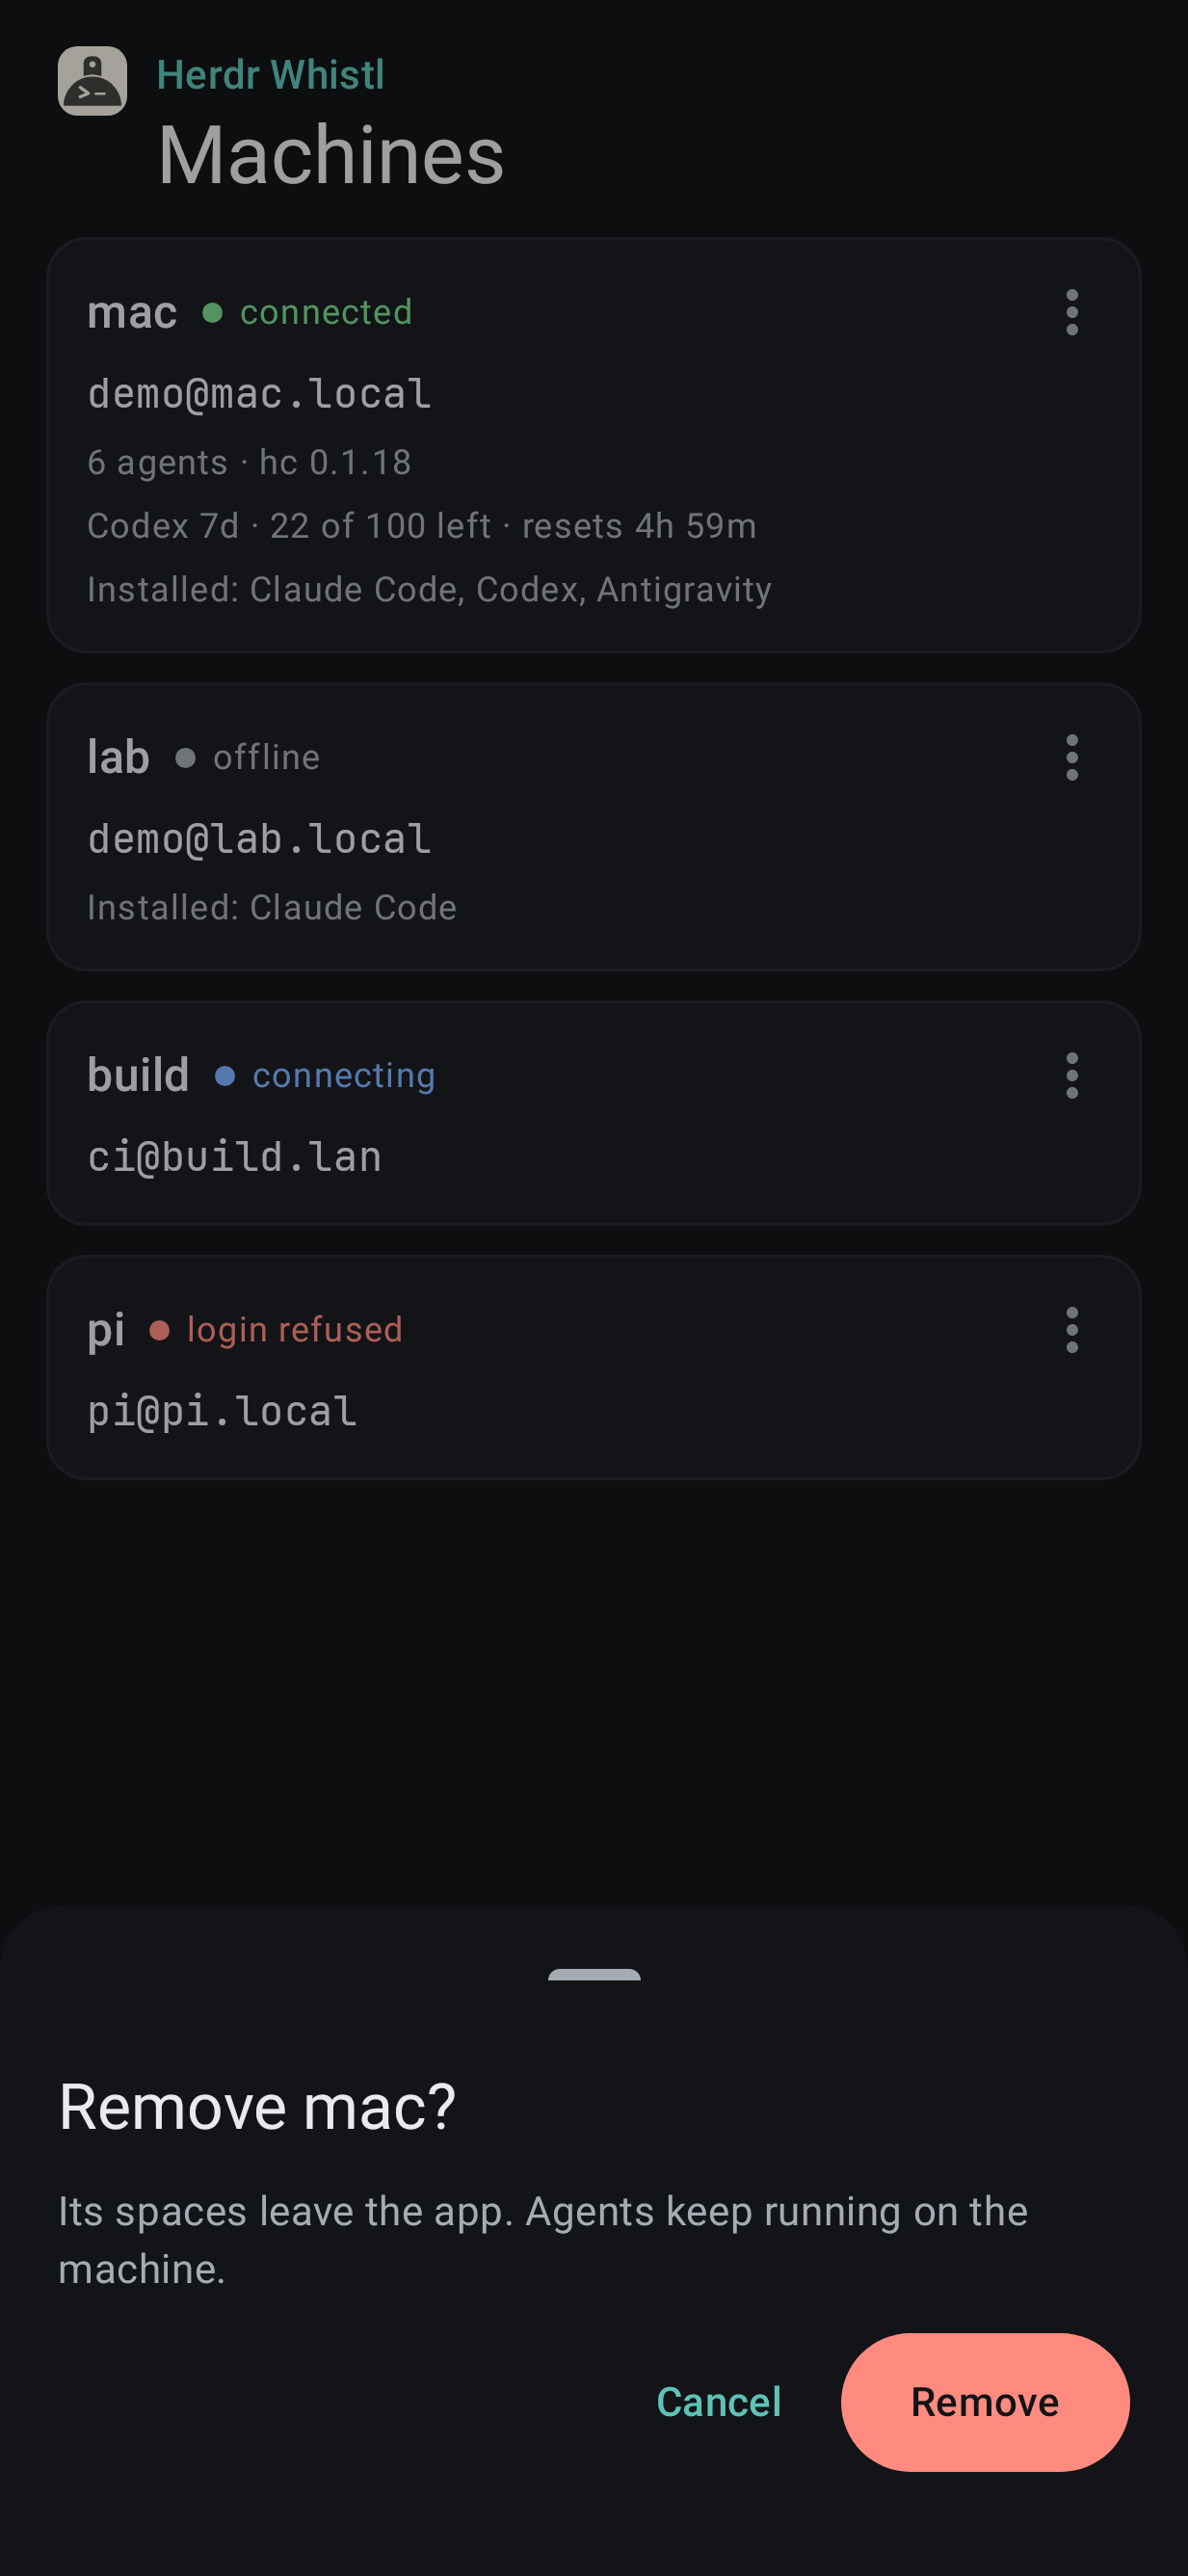 Herdr Whistl
Machines
mac connected
demo@mac.local
6 agents · hc 0.1.18
Codex 7d · 22 of 100 left · resets 4h 59m
Installed: Claude Code, Codex, Antigravity
lab offline
demo@lab.local
Installed: Claude Code
build connecting
ci@build.lan
pi login refused
pi@pi.local
Remove mac?
Its spaces leave the app. Agents keep running on the
machine.
Cancel Remove